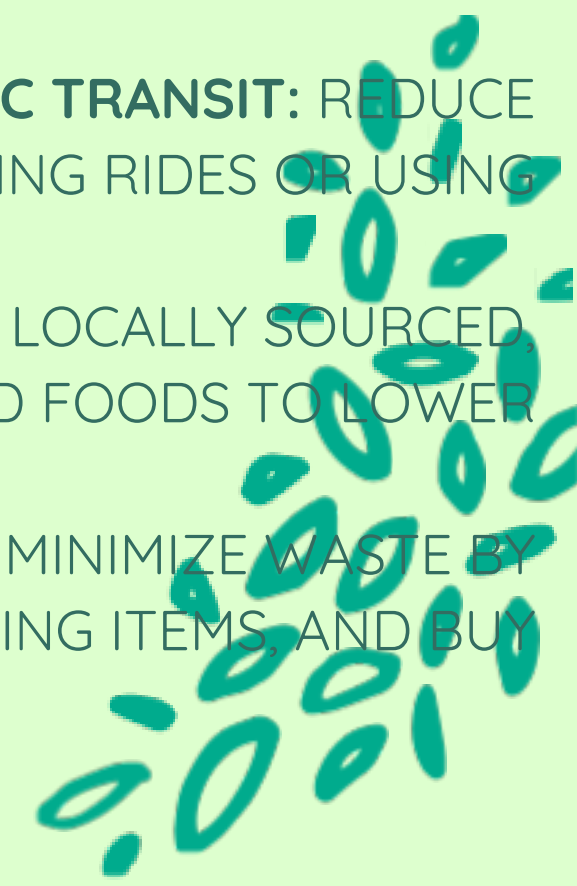 C TRANSIT: REDUCE
ING RIDES OR USING
LOCALLY SOURCED,
D FOODS TO LOWER
MINIMIZE WASTE BY
ING ITEMS, AND BUY